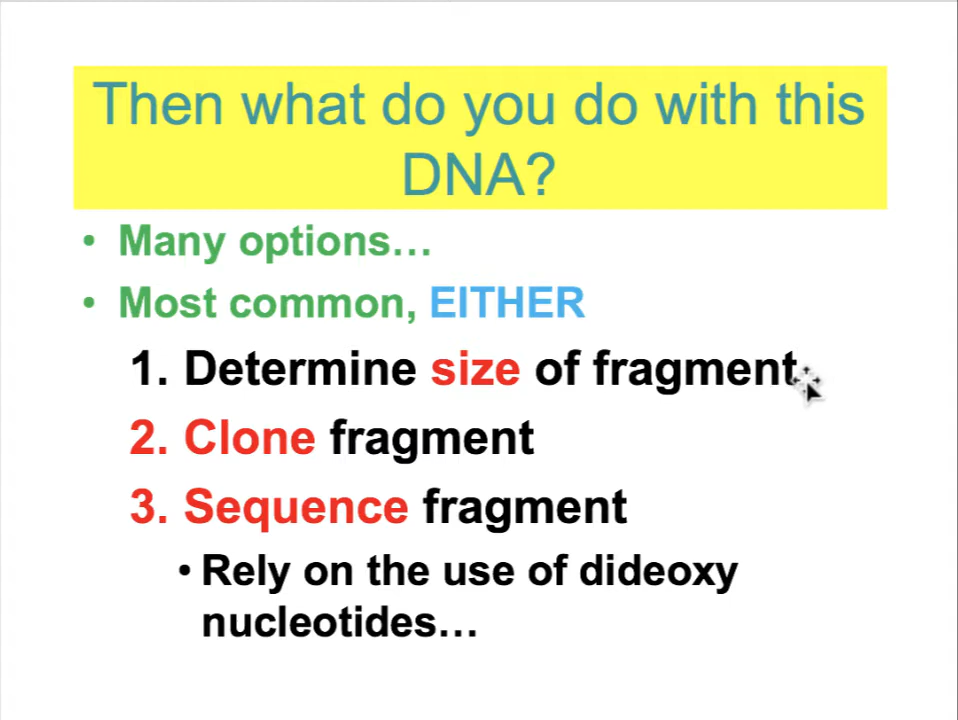 Then what do you do with this
DNA?
• Many options…
• Most common, EITHER
1. Determine size of fragment
2. Clone fragment
3. Sequence fragment
• Rely on the use of dideoxy
nucleotides…